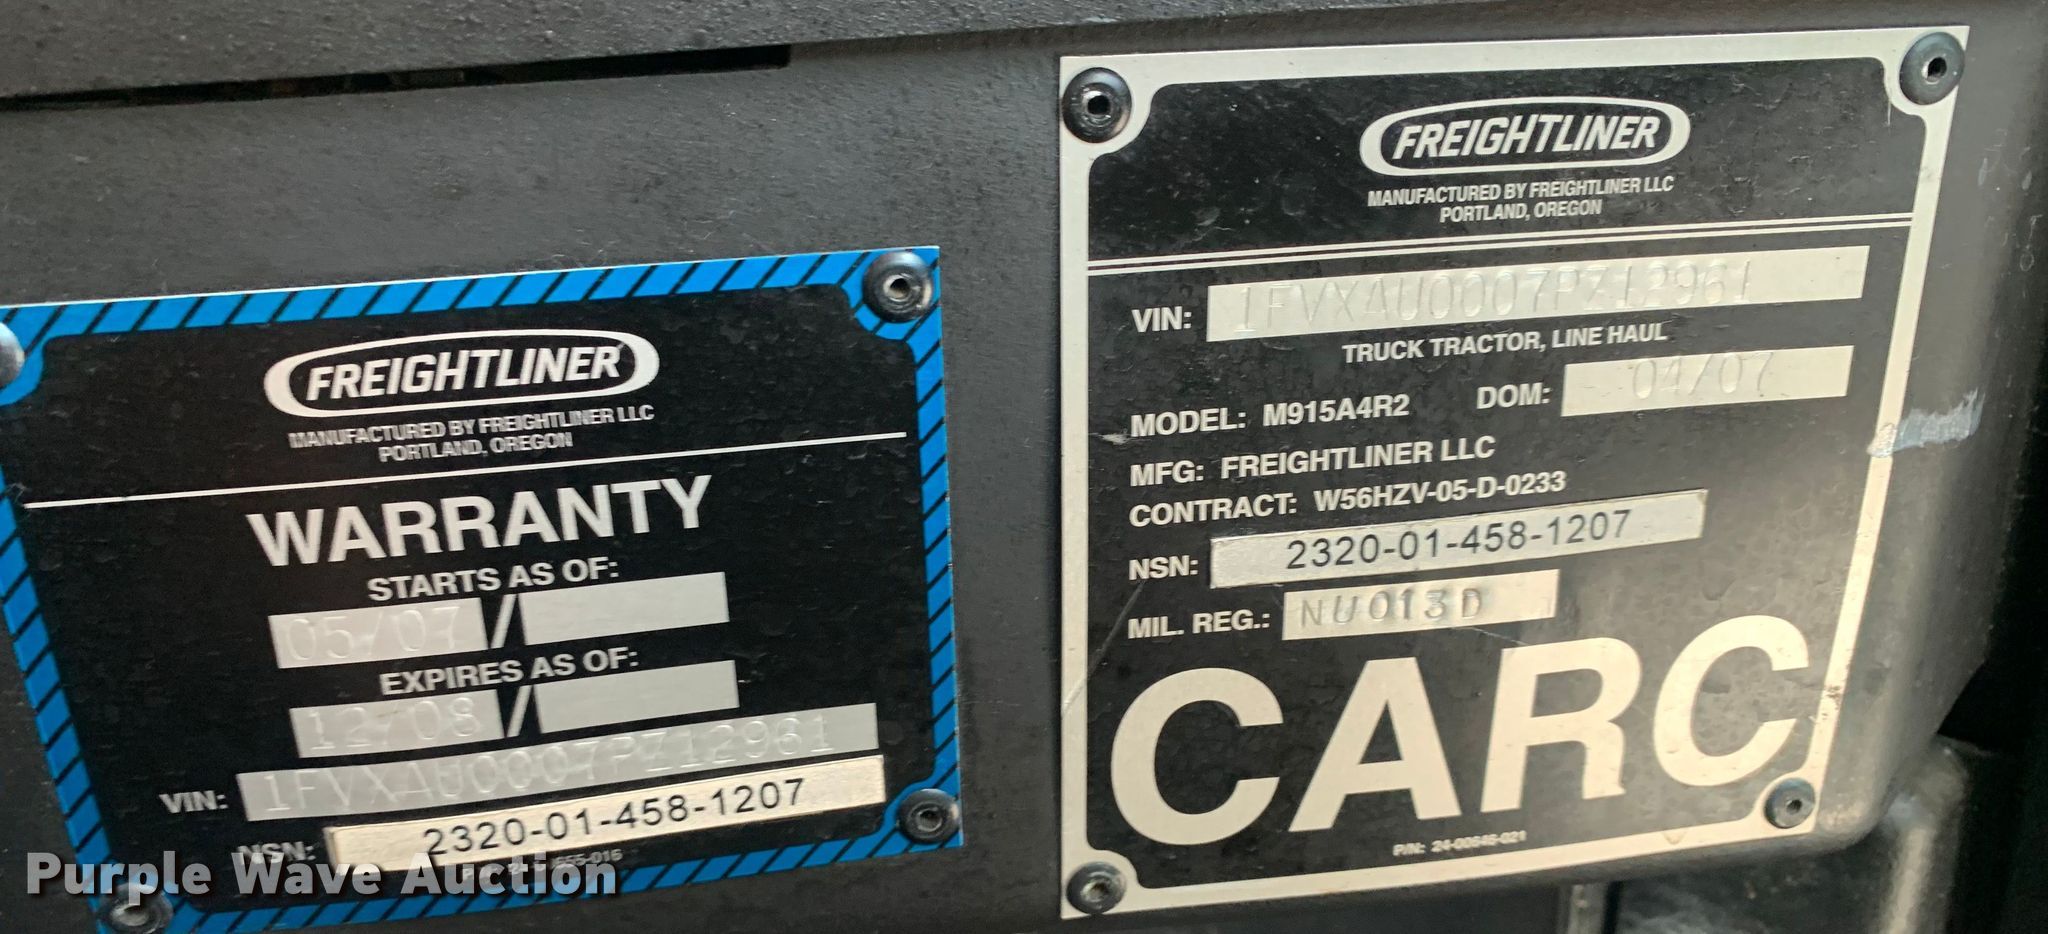 FREIGHTLINER
MANUFACTURED BY FREIGHTLINER LLC
PORTLAND, OREGON
WARRANTY
STARTS AS OF:
05/07 /
EXPIRES AS OF:
12/08 /
VIN: 1FVXAU0007PZ12961
NSN: 2320-01-458-1207
Purple Wave Auction
FREIGHTLINER
MANUFACTURED BY FREIGHTLINER LLC
PORTLAND, OREGON
VIN: 1FVXAU0007PZ12961
TRUCK TRACTOR, LINE HAUL
MODEL: M915A4R2 DOM: 04/07
MFG: FREIGHTLINER LLC
CONTRACT: W56HZV-05-D-0233
NSN: 2320-01-458-1207
MIL. REG.: NU013D
CARC
P/N: 24-00846-021